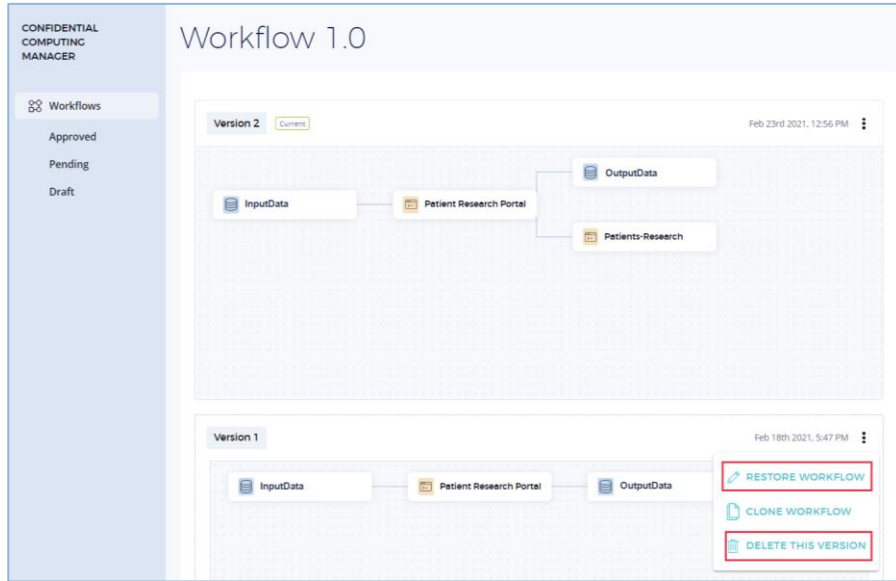 CONFIDENTIAL
COMPUTING
MANAGER
Workflow 1.0
Workflows
Approved
Pending
Draft
Version 2 Current Feb 23rd 2021, 12:56 PM
OutputData
InputData Patient Research Portal
Patients-Research
Version 1 Feb 18th 2021, 5:47 PM
InputData Patient Research Portal OutputData
RESTORE WORKFLOW
CLONE WORKFLOW
DELETE THIS VERSION